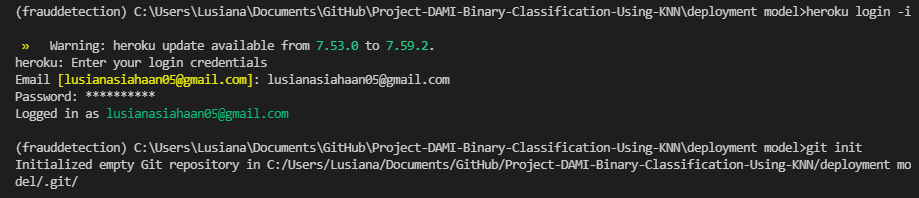 (frauddetection) C:\Users\Lusiana\Documents\GitHub\Project-DAMI-Binary-Classification-Using-KNN\deployment model>heroku login -i
» Warning: heroku update available from 7.53.0 to 7.59.2.
heroku: Enter your login credentials
Email [lusianasiahaan05@gmail.com]: lusianasiahaan05@gmail.com
Password: **********
Logged in as lusianasiahaan05@gmail.com
(frauddetection) C:\Users\Lusiana\Documents\GitHub\Project-DAMI-Binary-Classification-Using-KNN\deployment model>git init
Initialized empty Git repository in C:/Users/Lusiana/Documents/GitHub/Project-DAMI-Binary-Classification-Using-KNN/deployment mo
del/.git/